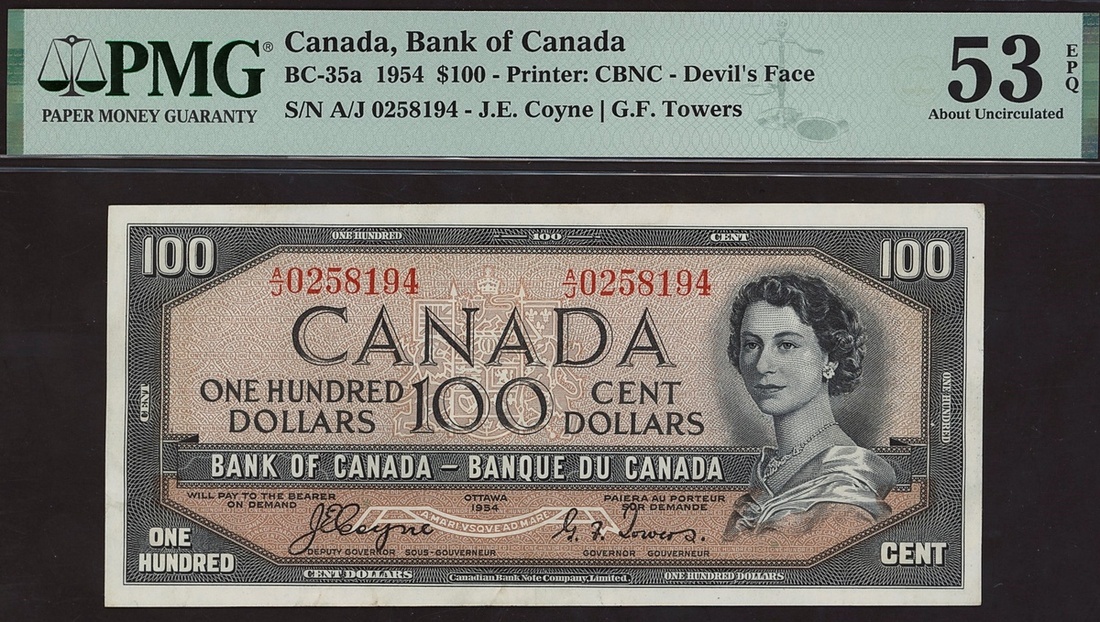 PMG®
PAPER MONEY GUARANTY
Canada, Bank of Canada
BC-35a 1954 $100 - Printer: CBNC - Devil's Face
S/N A/J 0258194 - J.E. Coyne | G.F. Towers
53
EPQ
About Uncirculated
ONE HUNDRED 100 CENT
100 100
A/J 0258194 A/J 0258194
CANADA
ONE HUNDRED DOLLARS
100
CENT DOLLARS
CENT
ONE HUNDRED
BANK OF CANADA – BANQUE DU CANADA
WILL PAY TO THE BEARER
ON DEMAND
OTTAWA
1954
PAIERA AU PORTEUR
SUR DEMANDE
A MARI VSQVE AD MARE
J E Coyne
G. F. Towers.
DEPUTY GOVERNOR SOUS-GOUVERNEUR
GOVERNOR GOUVERNEUR
ONE
HUNDRED
CENT
CENT DOLLARS
Canadian Bank Note Company, Limited.
ONE HUNDRED DOLLARS